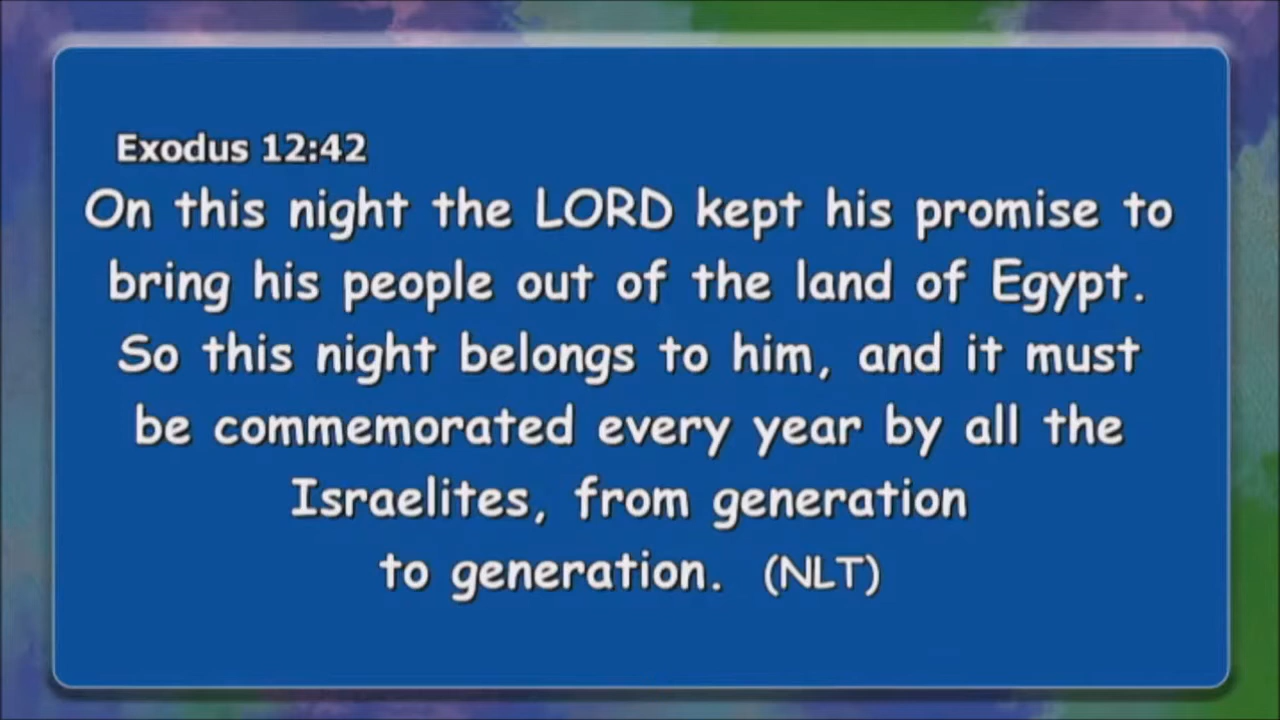 Exodus 12:42
On this night the LORD kept his promise to
bring his people out of the land of Egypt.
So this night belongs to him, and it must
be commemorated every year by all the
Israelites, from generation
to generation. (NLT)